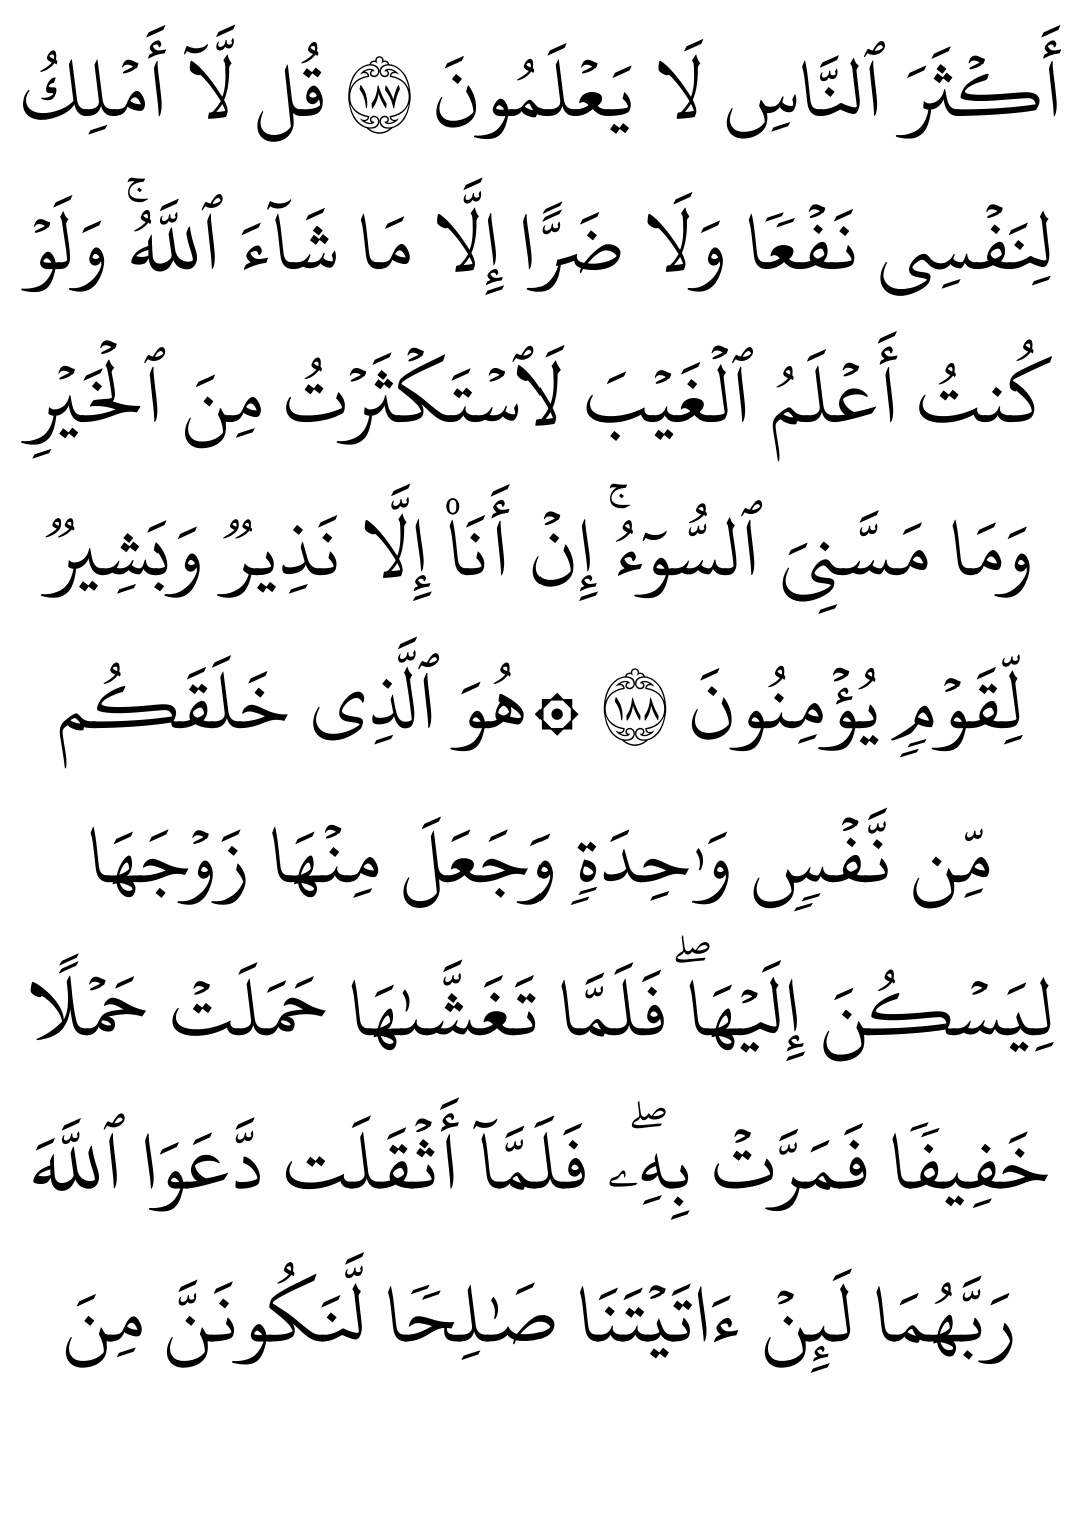 أَكۡثَرَ ٱلنَّاسِ لَا يَعۡلَمُونَ ١٨٧ قُل لَّآ أَمۡلِكُ
لِنَفۡسِي نَفۡعٗا وَلَا ضَرًّا إِلَّا مَا شَآءَ ٱللَّهُۚ وَلَوۡ
كُنتُ أَعۡلَمُ ٱلۡغَيۡبَ لَٱسۡتَكۡثَرۡتُ مِنَ ٱلۡخَيۡرِ
وَمَا مَسَّنِيَ ٱلسُّوٓءُۚ إِنۡ أَنَا۠ إِلَّا نَذِيرٞ وَبَشِيرٞ
لِّقَوۡمٖ يُؤۡمِنُونَ ١٨٨ ۞هُوَ ٱلَّذِي خَلَقَكُم
مِّن نَّفۡسٖ وَٰحِدَةٖ وَجَعَلَ مِنۡهَا زَوۡجَهَا
لِيَسۡكُنَ إِلَيۡهَاۖ فَلَمَّا تَغَشَّىٰهَا حَمَلَتۡ حَمۡلًا
خَفِيفٗا فَمَرَّتۡ بِهِۦۖ فَلَمَّآ أَثۡقَلَت دَّعَوَا ٱللَّهَ
رَبَّهُمَا لَئِنۡ ءَاتَيۡتَنَا صَٰلِحٗا لَّنَكُونَنَّ مِنَ